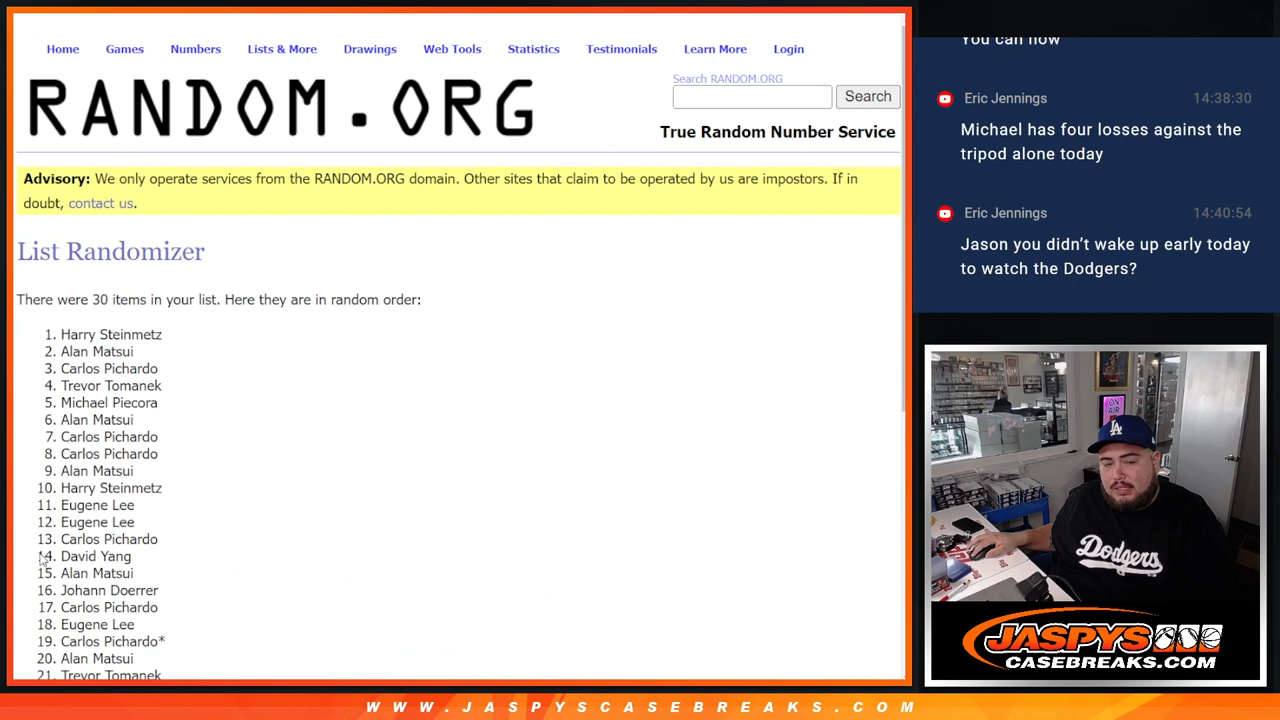 Home Games Numbers Lists & More Drawings Web Tools Statistics Testimonials Learn More Login
RANDOM.ORG
Search RANDOM.ORG
Search
True Random Number Service
Advisory: We only operate services from the RANDOM.ORG domain. Other sites that claim to be operated by us are impostors. If in
doubt, contact us.
List Randomizer
There were 30 items in your list. Here they are in random order:
1. Harry Steinmetz
2. Alan Matsui
3. Carlos Pichardo
4. Trevor Tomanek
5. Michael Piecora
6. Alan Matsui
7. Carlos Pichardo
8. Carlos Pichardo
9. Alan Matsui
10. Harry Steinmetz
11. Eugene Lee
12. Eugene Lee
13. Carlos Pichardo
14. David Yang
15. Alan Matsui
16. Johann Doerrer
17. Carlos Pichardo
18. Eugene Lee
19. Carlos Pichardo*
20. Alan Matsui
21. Trevor Tomanek
You can now
Eric Jennings 14:38:30
Michael has four losses against the
tripod alone today
Eric Jennings 14:40:54
Jason you didn't wake up early today
to watch the Dodgers?
ON
AIR
LA
Dodgers
JASPYS
CASEBREAKS.COM
WWW.JASPYSCASEBREAKS.COM